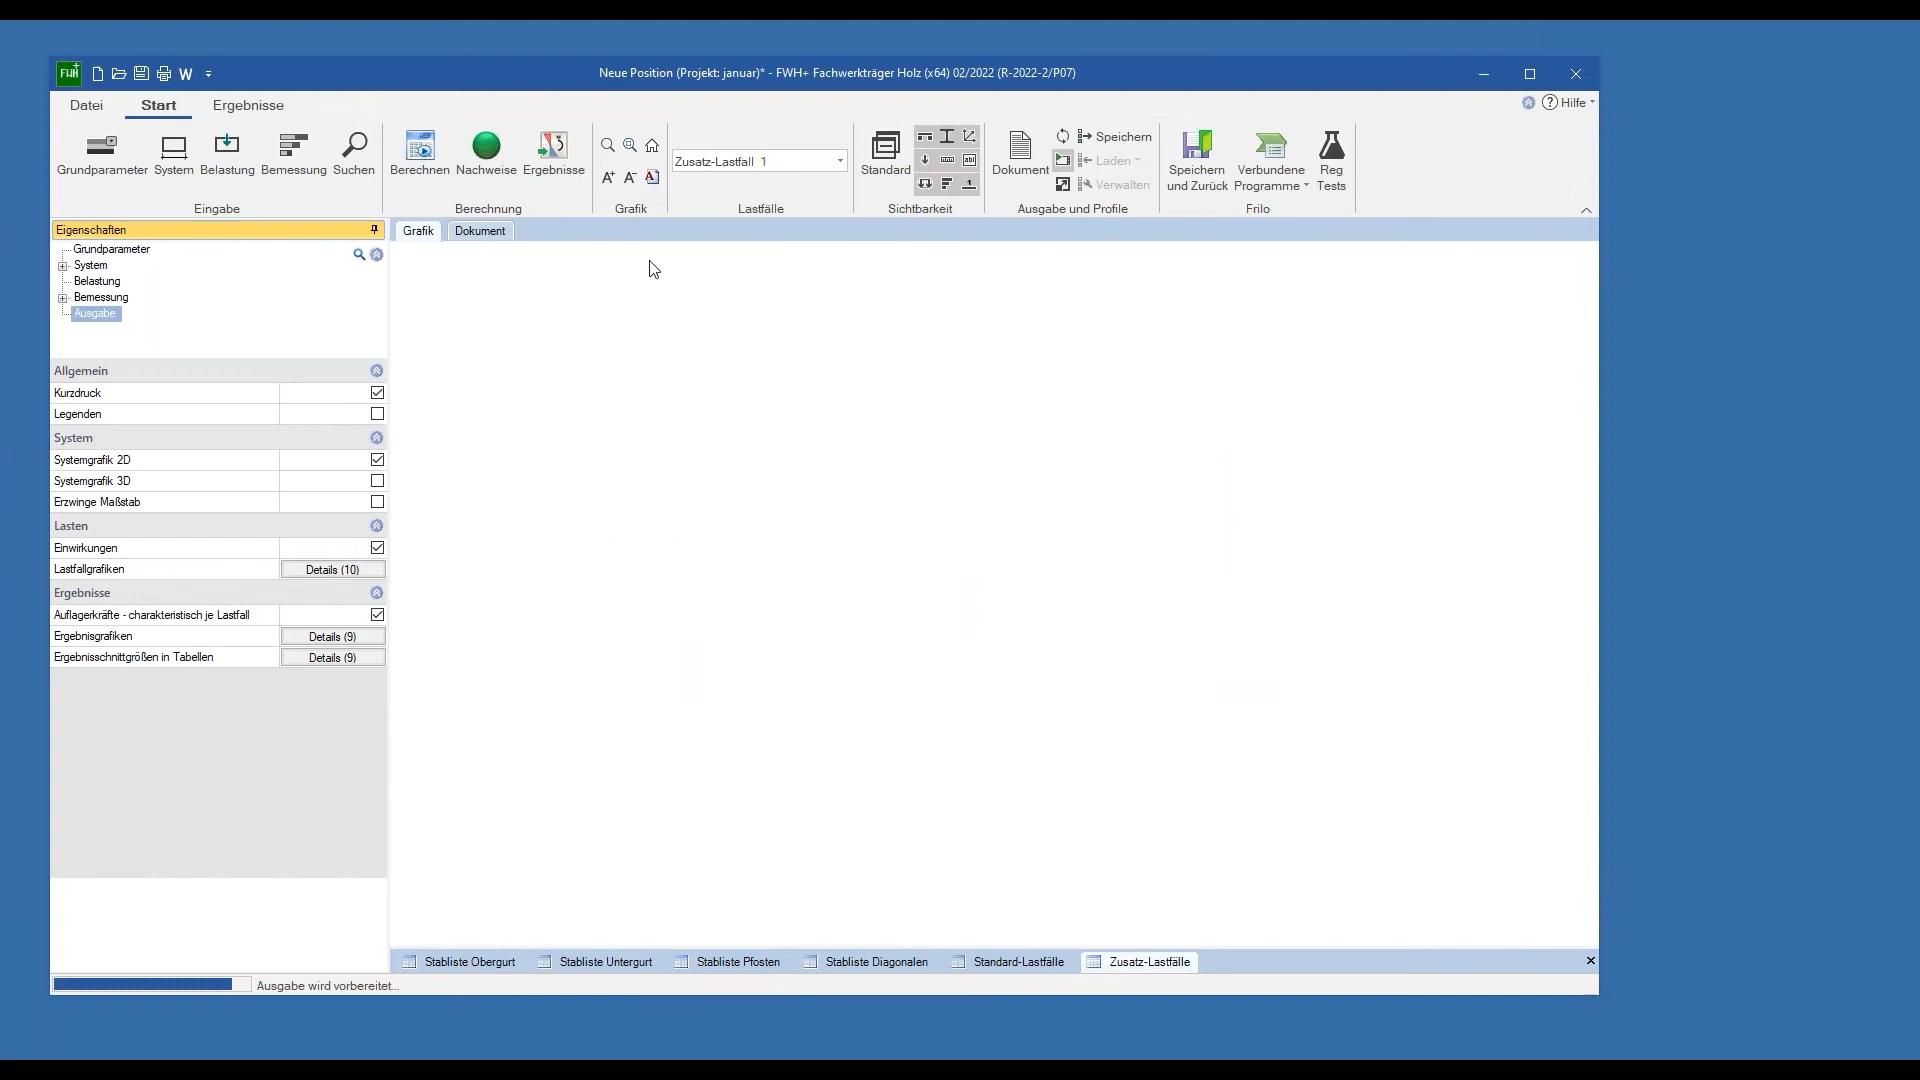 FWH+ W Neue Position (Projekt: januar)* - FWH+ Fachwerkträger Holz (x64) 02/2022 (R-2022-2/P07)
Datei Start Ergebnisse ? Hilfe
Grundparameter System Belastung Bemessung Suchen
Eingabe
Berechnen Nachweise Ergebnisse
Berechnung
A+ A- A
Grafik
Zusatz-Lastfall 1
Lastfälle
Standard
Sichtbarkeit
Dokument
Speichern
Laden
Verwalten
Ausgabe und Profile
Speichern und Zurück
Verbundene Programme
Reg Tests
Frilo
Eigenschaften
Grundparameter
System
Belastung
Bemessung
Ausgabe
Grafik Dokument
Allgemein
Kurzdruck
Legenden
System
Systemgrafik 2D
Systemgrafik 3D
Erzwinge Maßstab
Lasten
Einwirkungen
Lastfallgrafiken Details (10)
Ergebnisse
Auflagerkräfte - charakteristisch je Lastfall
Ergebnisgrafiken Details (9)
Ergebnisschnittgrößen in Tabellen Details (9)
Stabliste Obergurt Stabliste Untergurt Stabliste Pfosten Stabliste Diagonalen Standard-Lastfälle Zusatz-Lastfälle
Ausgabe wird vorbereitet...